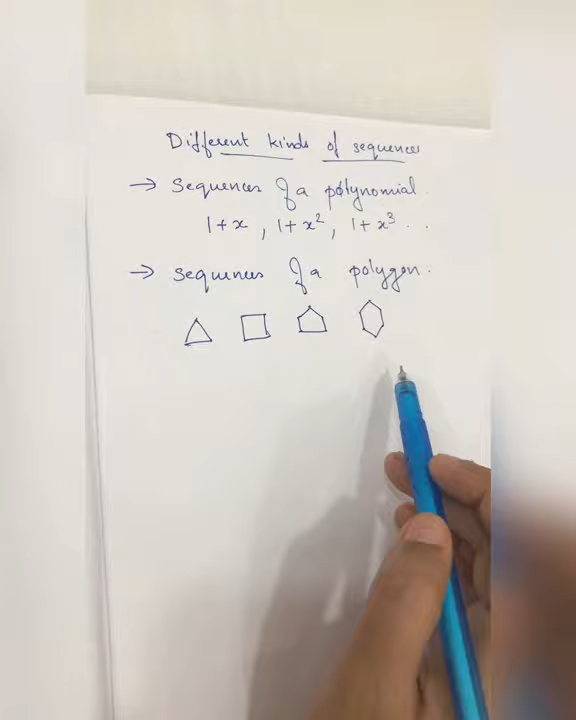 Different kinds of sequences
→ Sequences of a polynomial.
1 + x , 1 + x², 1 + x³ . .
→ Sequences of a polygon.